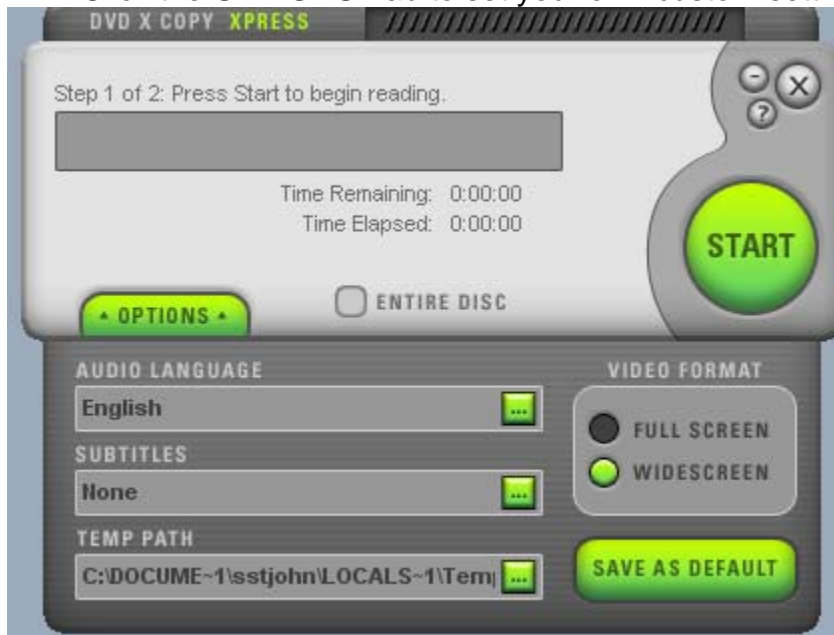 DVD X COPY XPRESS
Step 1 of 2: Press Start to begin reading.
Time Remaining: 0:00:00
Time Elapsed: 0:00:00
START
OPTIONS
ENTIRE DISC
AUDIO LANGUAGE
English
...
SUBTITLES
None
...
TEMP PATH
C:\DOCUME~1\sstjohn\LOCALS~1\Temp
...
VIDEO FORMAT
FULL SCREEN
WIDESCREEN
SAVE AS DEFAULT